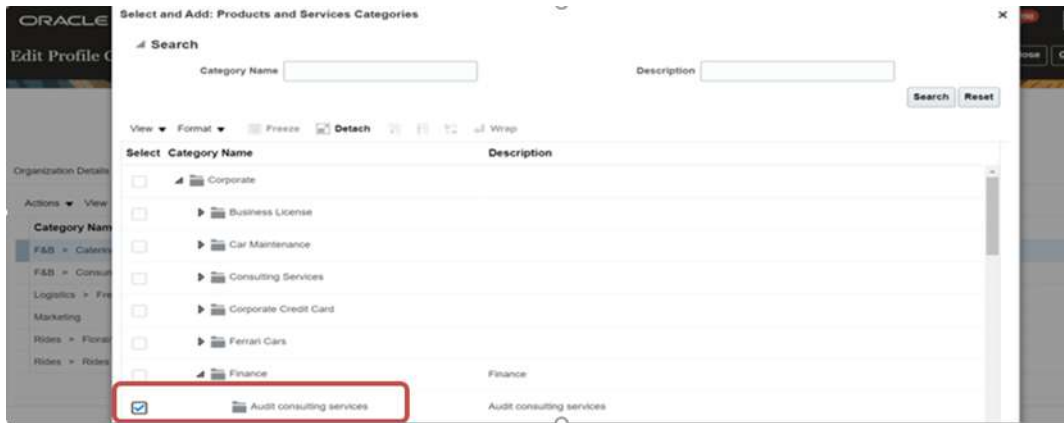 ORACLE
Select and Add: Products and Services Categories
Edit Profile C
Search
Category Name
Description
Search Reset
View Format Freeze Detach Wrap
Select Category Name Description
Organization Details
Corporate
Actions View
Business License
Category Nam
Car Maintenance
F&B > Caterin
Consulting Services
F&B > Consum
Logistics > Fre
Corporate Credit Card
Marketing
Ferrari Cars
Rides >
Rides > Rides
Finance Finance
Audit consulting services Audit consulting services